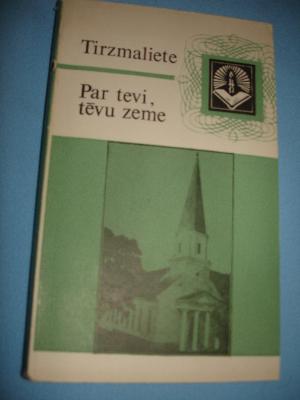 Tirzmaliete
Par tevi,
tēvu zeme